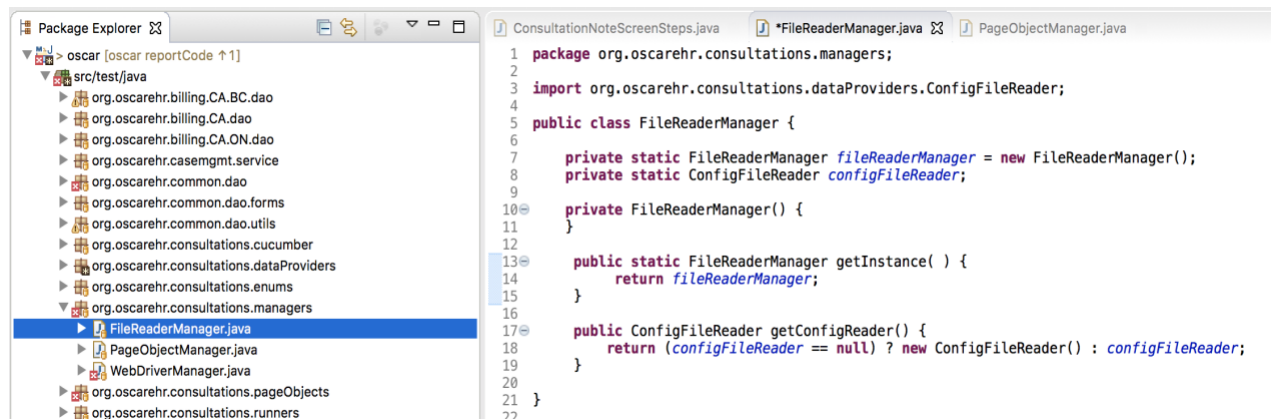 Package Explorer
> oscar [oscar reportCode ↑1]
src/test/java
org.oscarehr.billing.CA.BC.dao
org.oscarehr.billing.CA.dao
org.oscarehr.billing.CA.ON.dao
org.oscarehr.casemgmt.service
org.oscarehr.common.dao
org.oscarehr.common.dao.forms
org.oscarehr.common.dao.utils
org.oscarehr.consultations.cucumber
org.oscarehr.consultations.dataProviders
org.oscarehr.consultations.enums
org.oscarehr.consultations.managers
FileReaderManager.java
PageObjectManager.java
WebDriverManager.java
org.oscarehr.consultations.pageObjects
org.oscarehr.consultations.runners
ConsultationNoteScreenSteps.java *FileReaderManager.java PageObjectManager.java
1 package org.oscarehr.consultations.managers;
2
3 import org.oscarehr.consultations.dataProviders.ConfigFileReader;
4
5 public class FileReaderManager {
6
7 private static FileReaderManager fileReaderManager = new FileReaderManager();
8 private static ConfigFileReader configFileReader;
9
10 private FileReaderManager() {
11 }
12
13 public static FileReaderManager getInstance( ) {
14 return fileReaderManager;
15 }
16
17 public ConfigFileReader getConfigReader() {
18 return (configFileReader == null) ? new ConfigFileReader() : configFileReader;
19 }
20
21 }
22